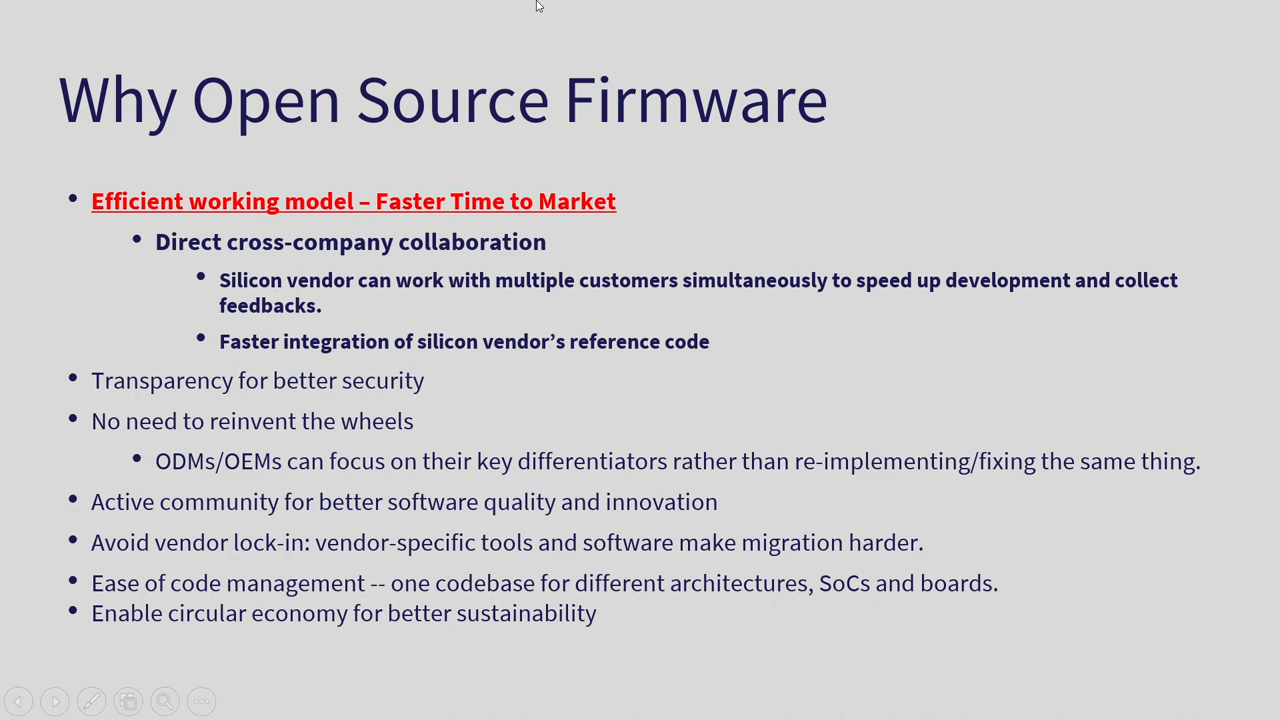 Why Open Source Firmware
• Efficient working model – Faster Time to Market
• Direct cross-company collaboration
• Silicon vendor can work with multiple customers simultaneously to speed up development and collect
feedbacks.
• Faster integration of silicon vendor’s reference code
• Transparency for better security
• No need to reinvent the wheels
• ODMs/OEMs can focus on their key differentiators rather than re-implementing/fixing the same thing.
• Active community for better software quality and innovation
• Avoid vendor lock-in: vendor-specific tools and software make migration harder.
• Ease of code management -- one codebase for different architectures, SoCs and boards.
• Enable circular economy for better sustainability